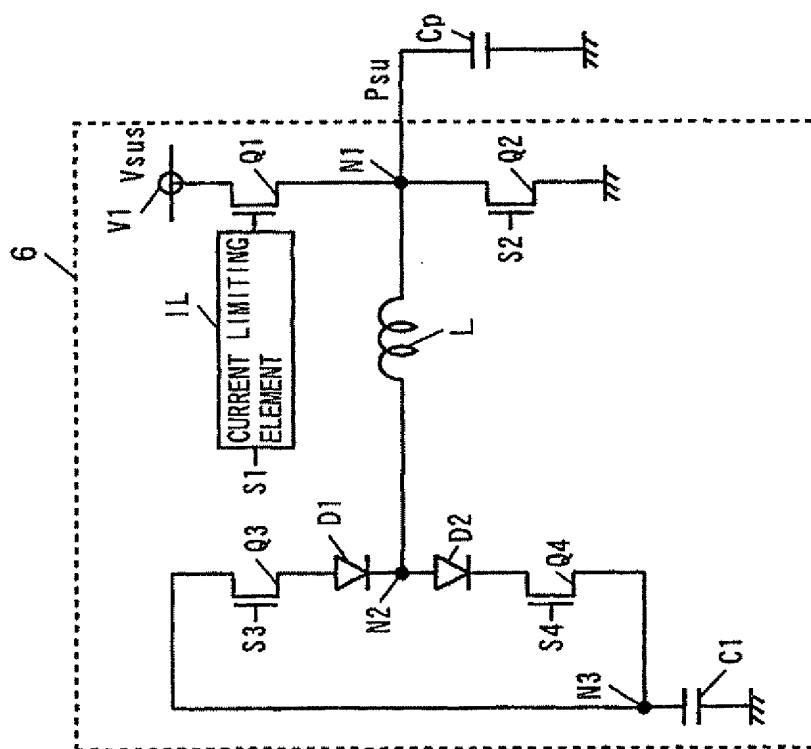 6
V1
Vsus
IL
CURRENT LIMITING
ELEMENT
S1
Q1
N1
Psu
Cp
S2
Q2
L
S3
Q3
D1
N2
D2
S4
Q4
N3
C1